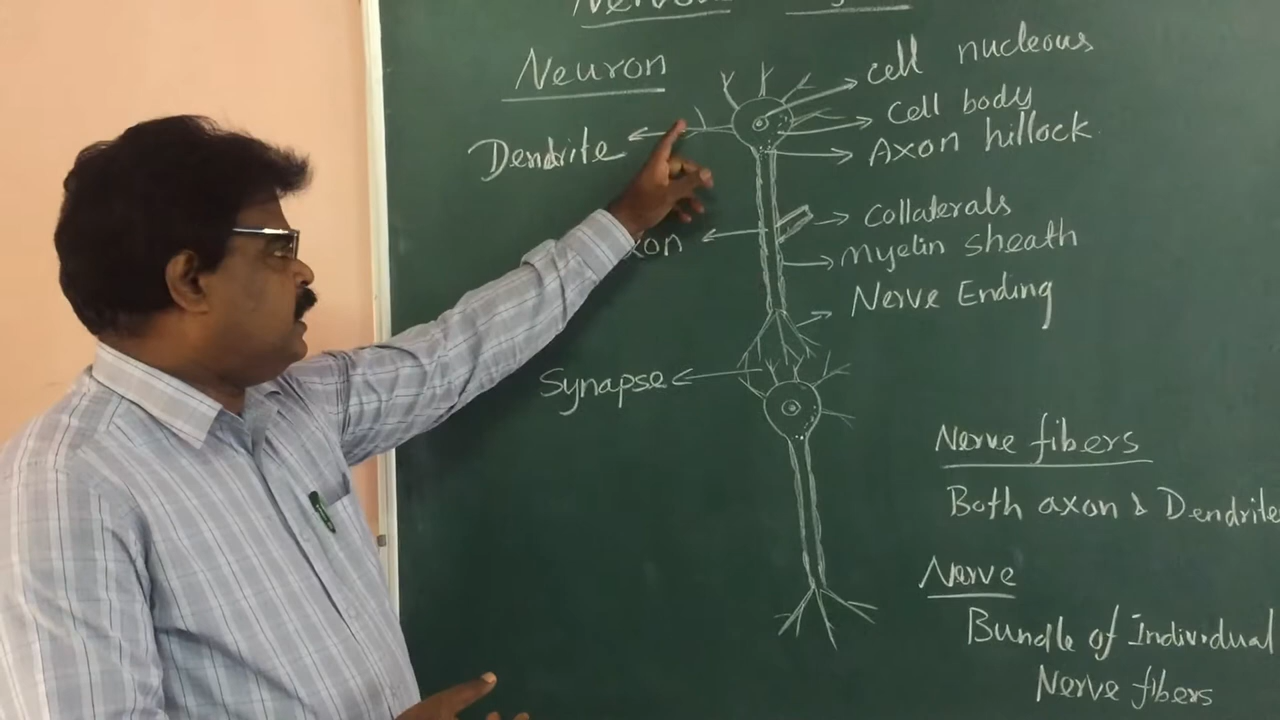 Nervous
Neuron
cell nucleous
Cell body
Dendrite
Axon hillock
Collaterals
xon
Myelin sheath
Nerve Ending
Synapse
Nerve fibers
Both axon & Dendrite
Nerve
Bundle of Individual
Nerve fibers